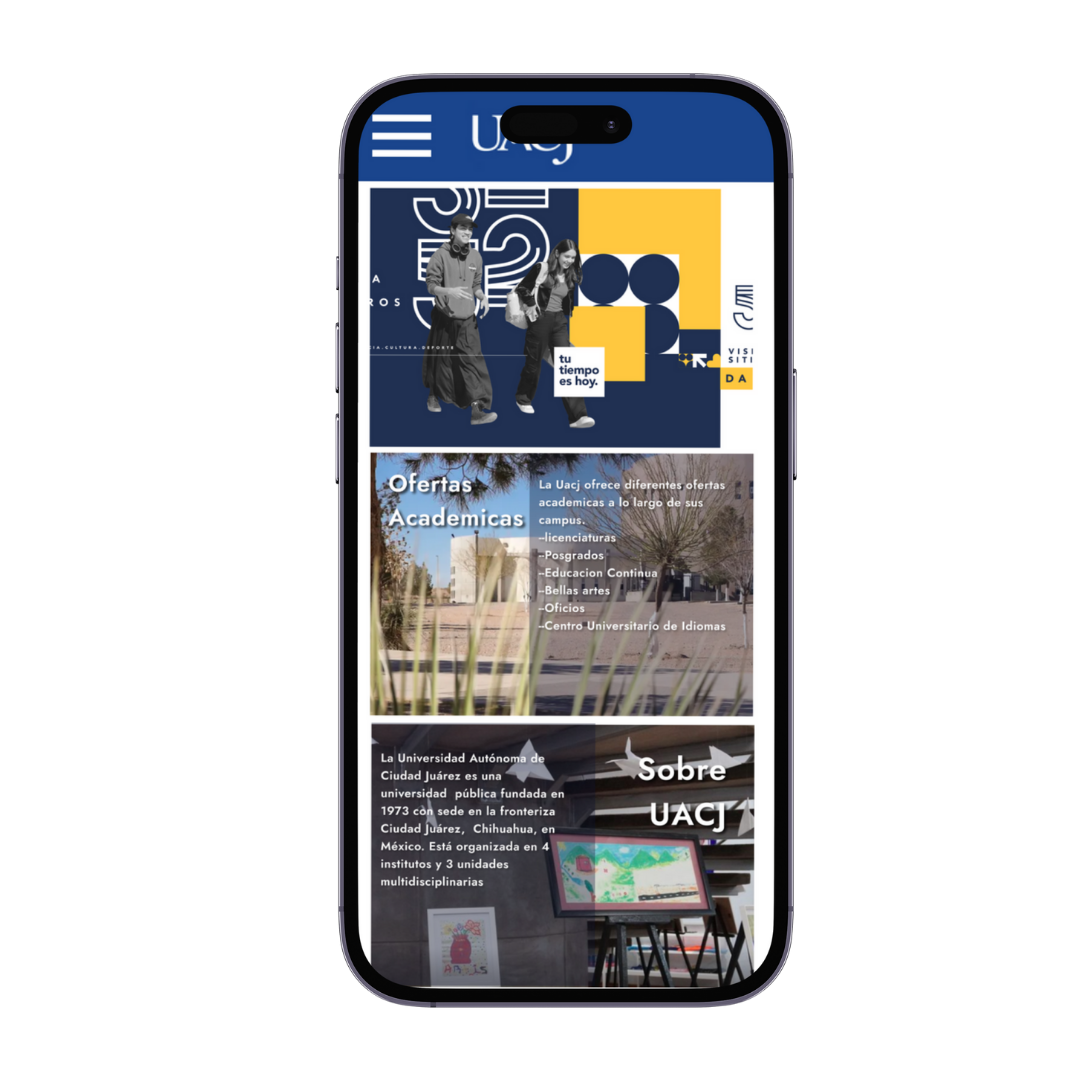 UACJ
A
ROS
CIA.CULTURA.DEPORTE
tu
tiempo
es hoy.
VISI
SITI
DA
Ofertas
Academicas
La Uacj ofrece diferentes ofertas
academicas a lo largo de sus
campus.
-licenciaturas
-Posgrados
-Educacion Continua
-Bellas artes
-Oficios
-Centro Universitario de Idiomas
La Universidad Autónoma de
Ciudad Juárez es una
universidad pública fundada en
1973 còn sede en la fronteriza
Ciudad Juárez, Chihuahua, en
México. Está organizada en 4
institutos y 3 unidades
multidisciplinarias
Sobre
UACJ